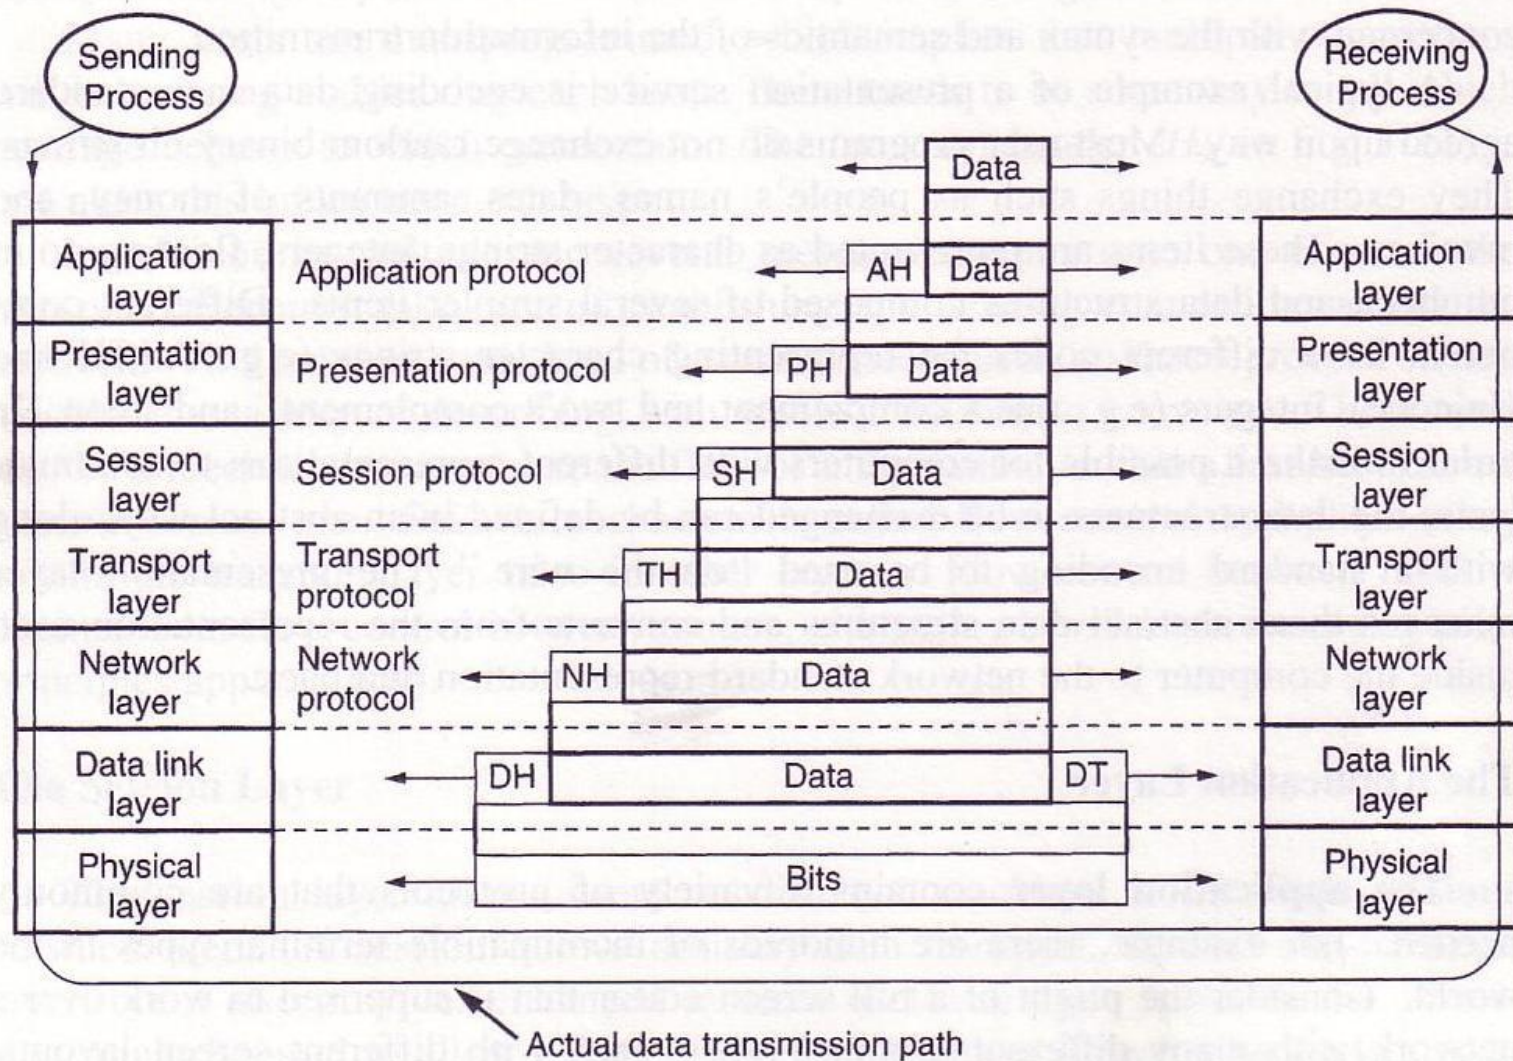 Sending
Process
Receiving
Process
Data
Application
layer
Application protocol
AH
Data
Application
layer
Presentation
layer
Presentation protocol
PH
Data
Presentation
layer
Session
layer
Session protocol
SH
Data
Session
layer
Transport
layer
Transport
protocol
TH
Data
Transport
layer
Network
layer
Network
protocol
NH
Data
Network
layer
Data link
layer
DH
Data
DT
Data link
layer
Physical
layer
Bits
Physical
layer
Actual data transmission path